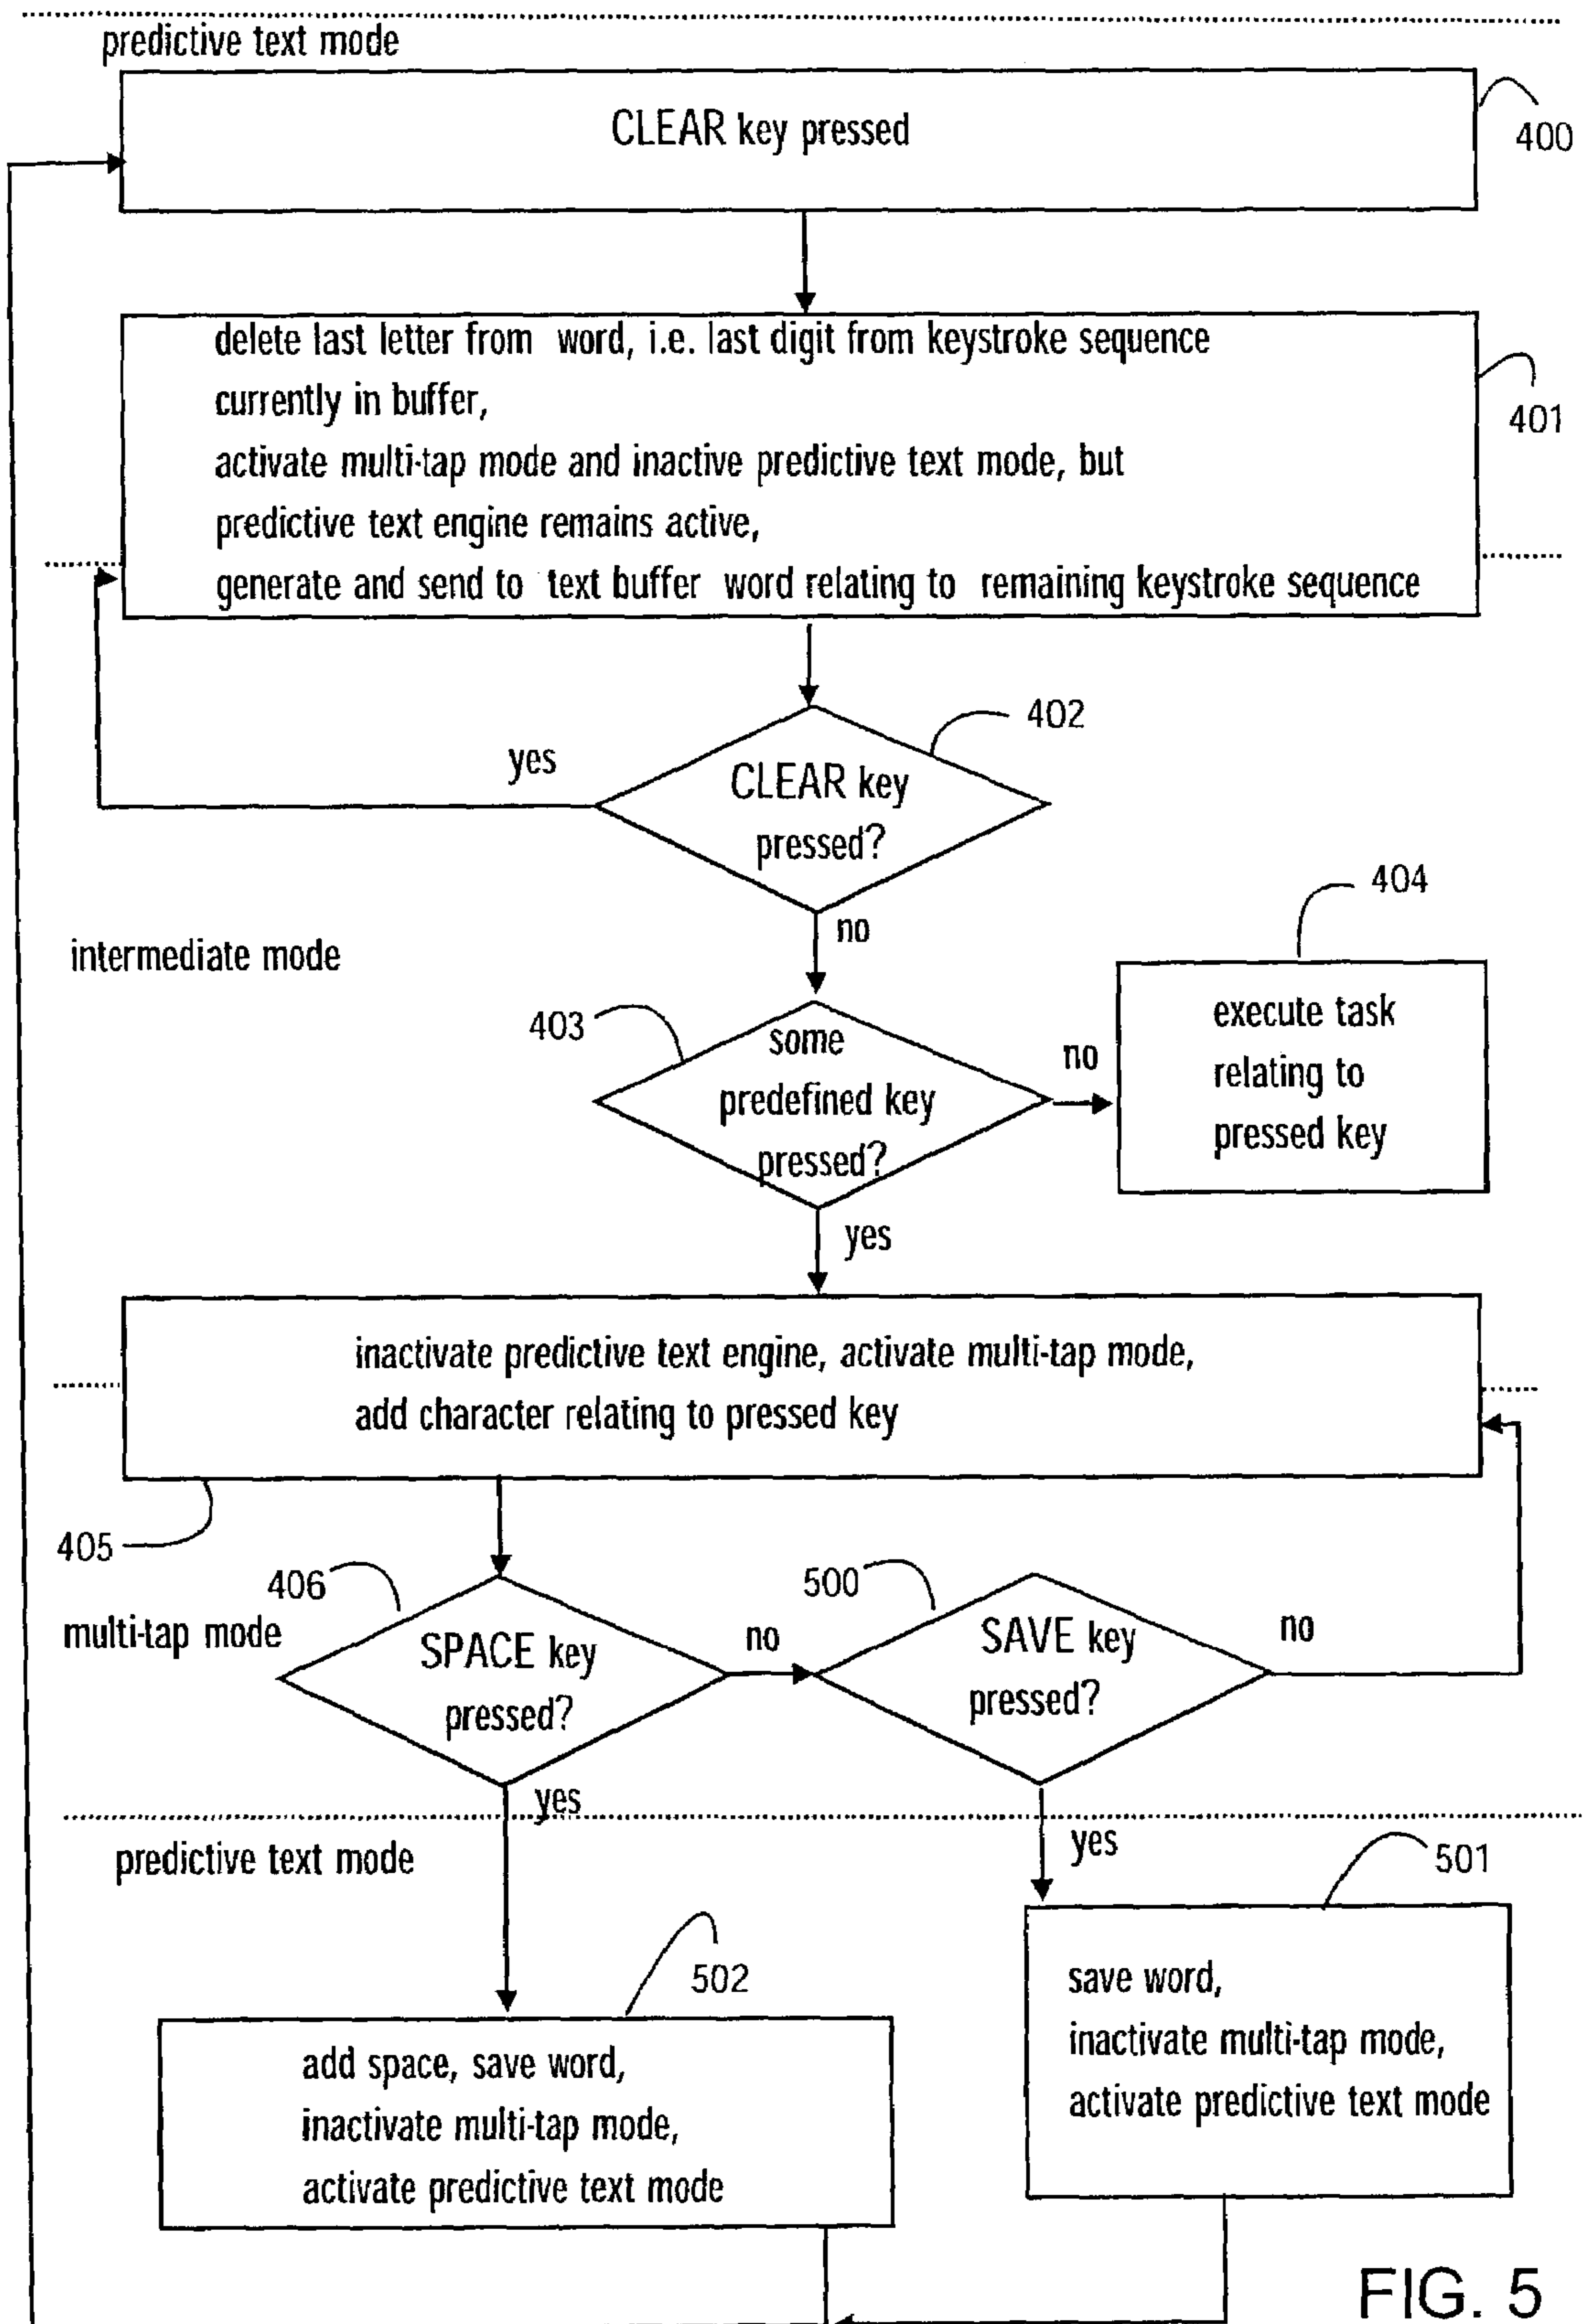 predictive text mode
CLEAR key pressed
400
delete last letter from word, i.e. last digit from keystroke sequence
currently in buffer,
activate multi-tap mode and inactive predictive text mode, but
predictive text engine remains active,
generate and send to text buffer word relating to remaining keystroke sequence
401
402
yes
CLEAR key
pressed?
no
404
intermediate mode
403
some
predefined key
pressed?
no
execute task
relating to
pressed key
yes
inactivate predictive text engine, activate multi-tap mode,
add character relating to pressed key
405
406
500
multi-tap mode
SPACE key
pressed?
no
SAVE key
pressed?
no
yes
predictive text mode
yes
501
502
save word,
inactivate multi-tap mode,
activate predictive text mode
add space, save word,
inactivate multi-tap mode,
activate predictive text mode
FIG. 5